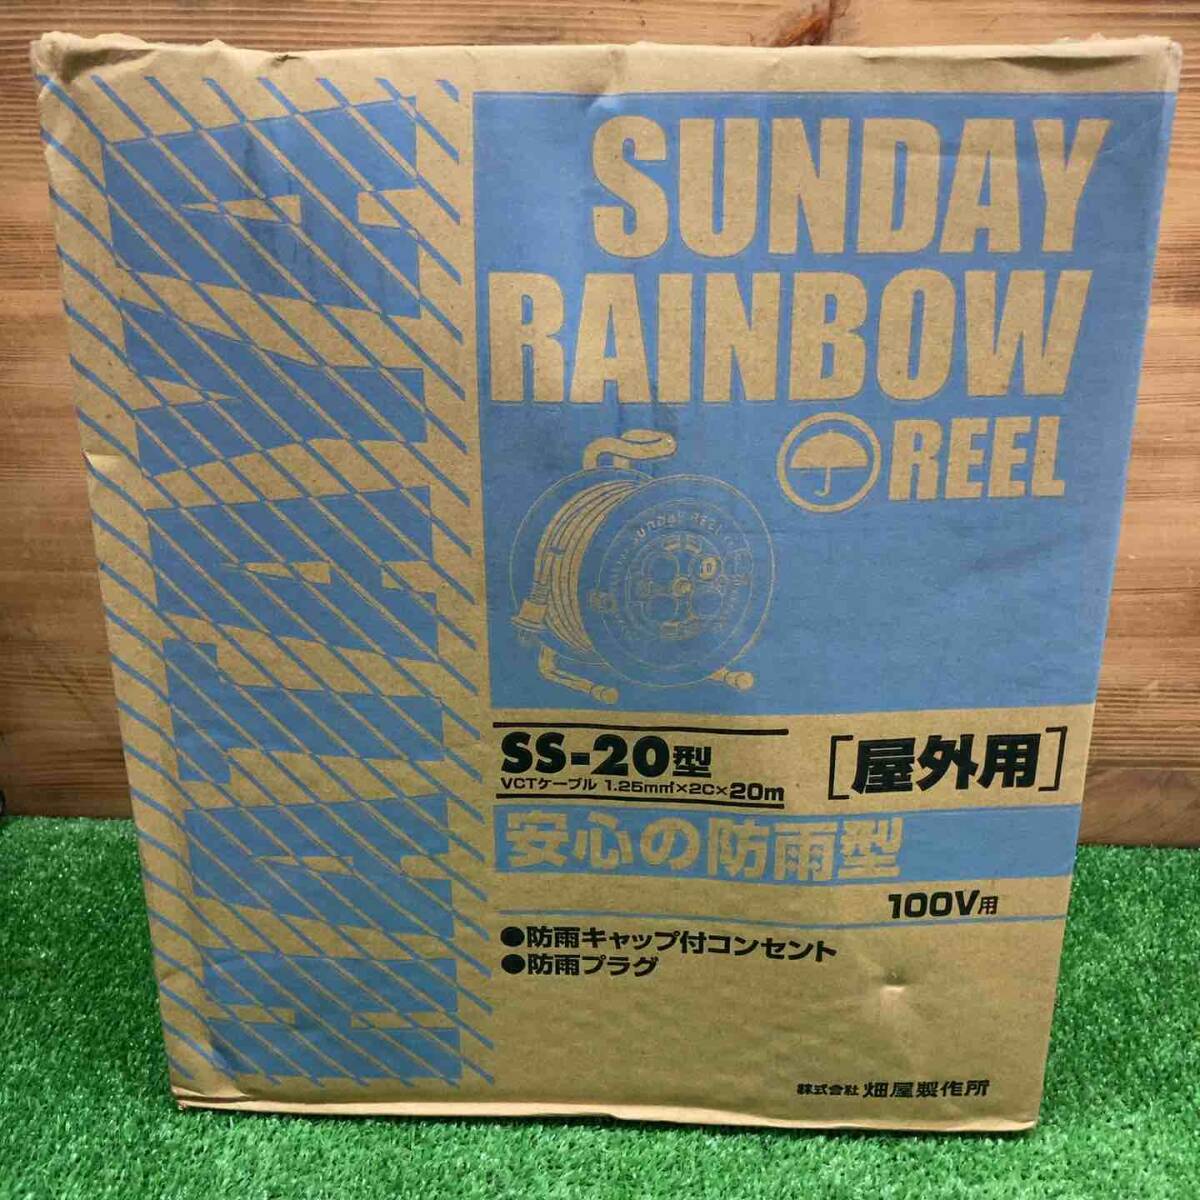 SUNDAY
RAINBOW
REEL
SUNDAY REEL
SS-20型
VCTケーブル 1.25mm²×2C×20m
[屋外用]
安心の防雨型
100V用
●防雨キャップ付コンセント
●防雨プラグ
株式会社 畑屋製作所
HATAYA